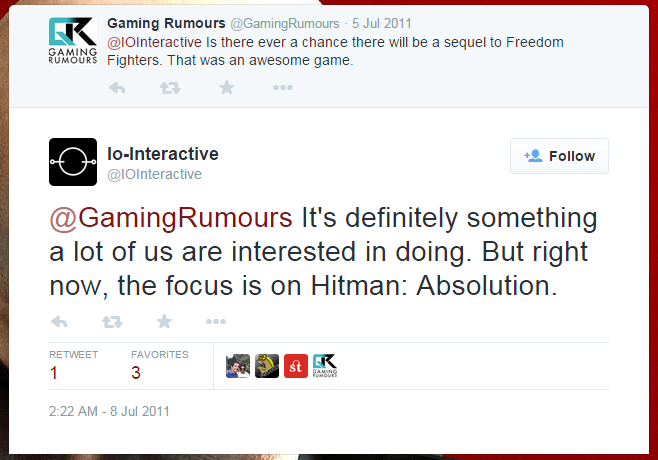 Gaming Rumours @GamingRumours · 5 Jul 2011
@IOInteractive Is there ever a chance there will be a sequel to Freedom
Fighters. That was an awesome game.
GAMING
RUMOURS
Io-Interactive
@IOInteractive
Follow
@GamingRumours It's definitely something
a lot of us are interested in doing. But right
now, the focus is on Hitman: Absolution.
RETWEET FAVORITES
1 3
st
GAMING
RUMOURS
2:22 AM - 8 Jul 2011